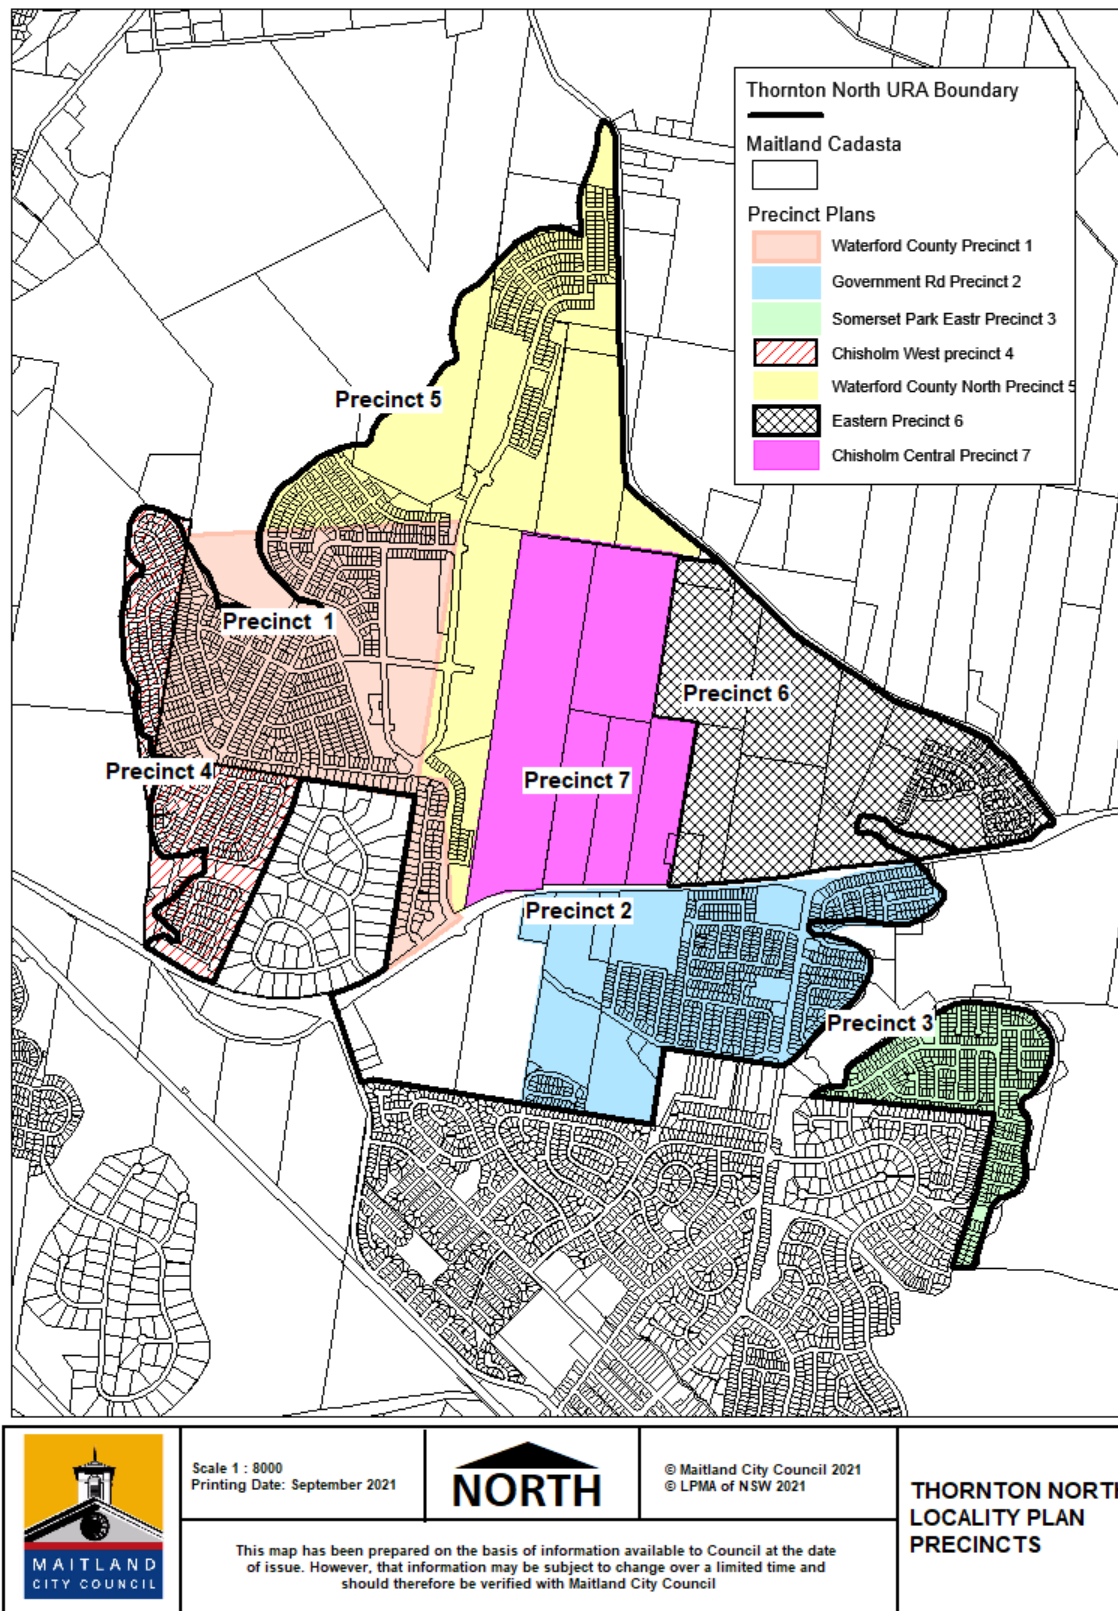 Thornton North URA Boundary
Maitland Cadasta
Precinct Plans
Waterford County Precinct 1
Government Rd Precinct 2
Somerset Park Eastr Precinct 3
Chisholm West precinct 4
Waterford County North Precinct 5
Eastern Precinct 6
Chisholm Central Precinct 7
Precinct 5
Precinct 1
Precinct 6
Precinct 4
Precinct 7
Precinct 2
Precinct 3
MAITLAND
CITY COUNCIL
Scale 1 : 8000
Printing Date: September 2021
NORTH
© Maitland City Council 2021
© LPMA of NSW 2021
This map has been prepared on the basis of information available to Council at the date
of issue. However, that information may be subject to change over a limited time and
should therefore be verified with Maitland City Council
THORNTON NORTH
LOCALITY PLAN
PRECINCTS